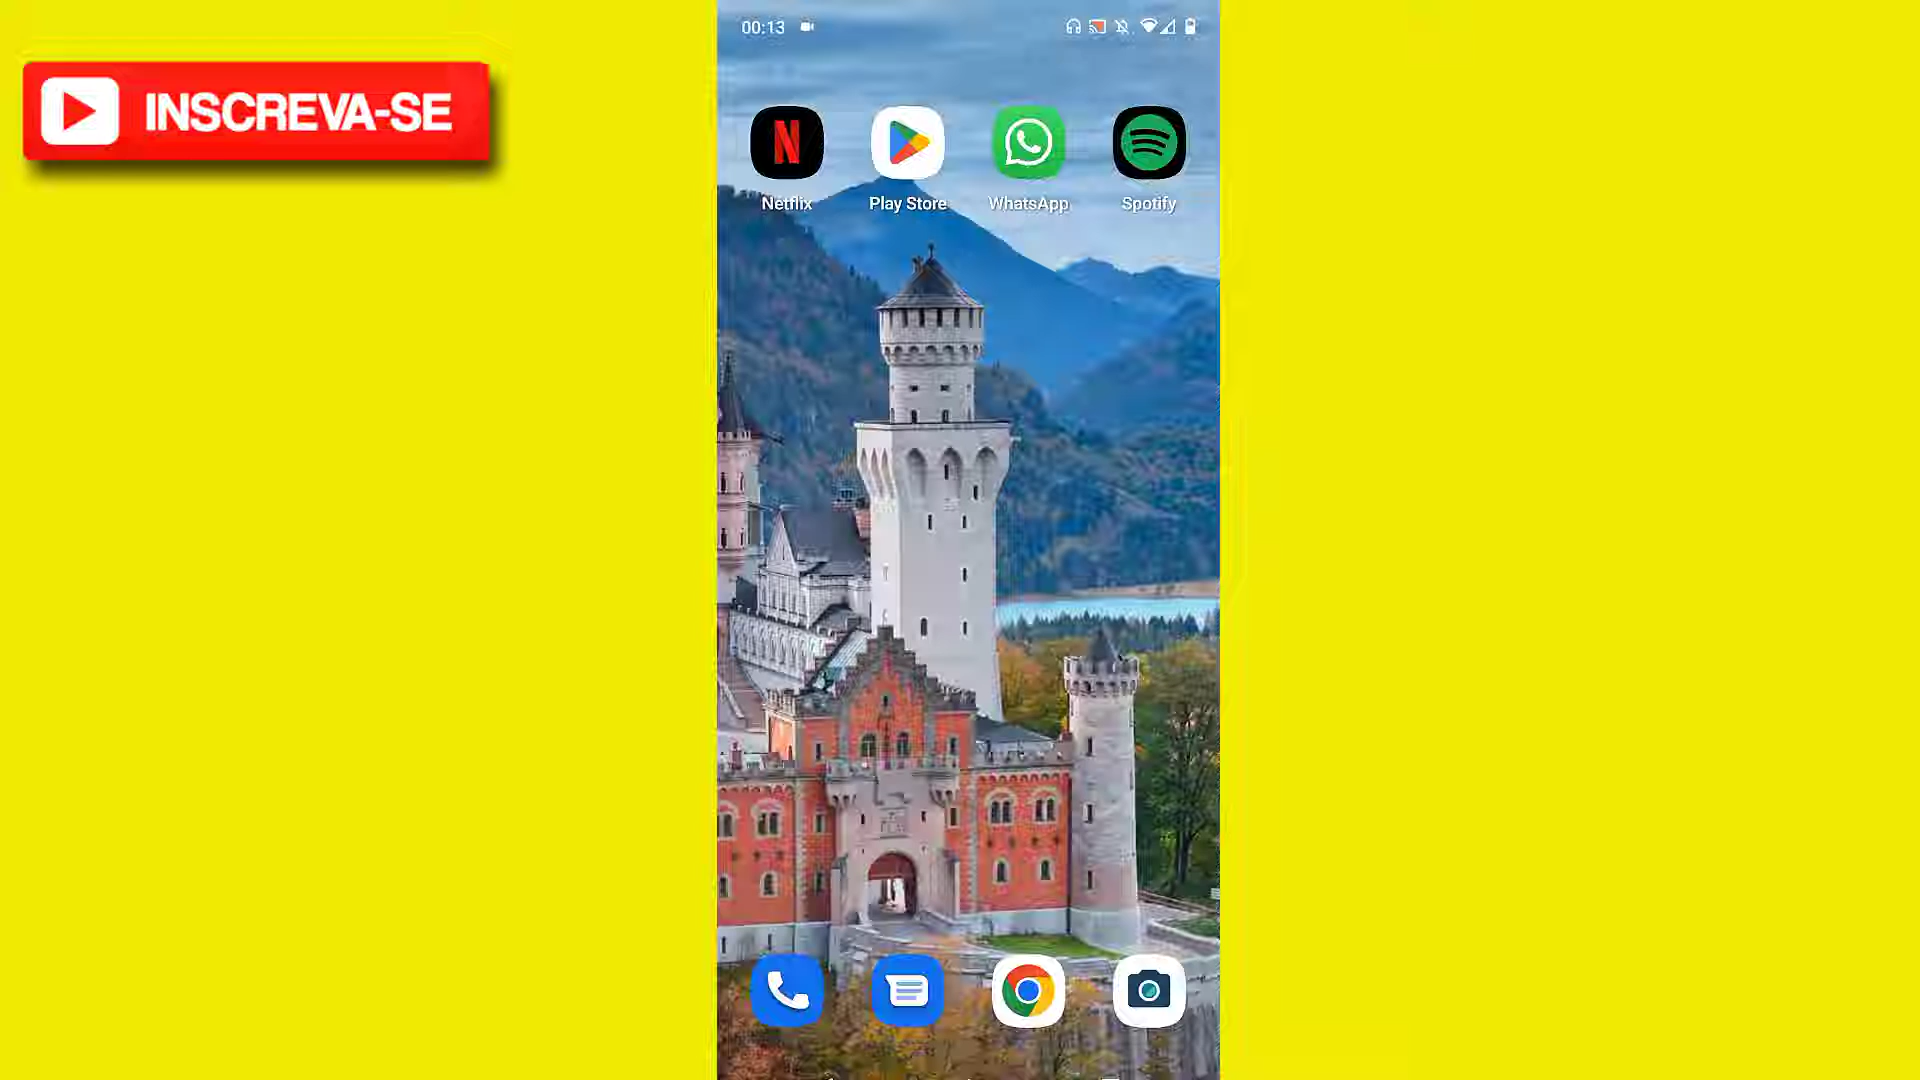 INSCREVA-SE
00:13
Netflix
Play Store
WhatsApp
Spotify